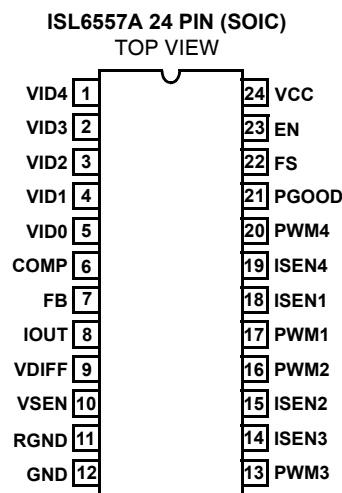 ISL6557A 24 PIN (SOIC)
TOP VIEW
VID4 1 24 VCC
VID3 2 23 EN
VID2 3 22 FS
VID1 4 21 PGOOD
VID0 5 20 PWM4
COMP 6 19 ISEN4
FB 7 18 ISEN1
IOUT 8 17 PWM1
VDIFF 9 16 PWM2
VSEN 10 15 ISEN2
RGND 11 14 ISEN3
GND 12 13 PWM3